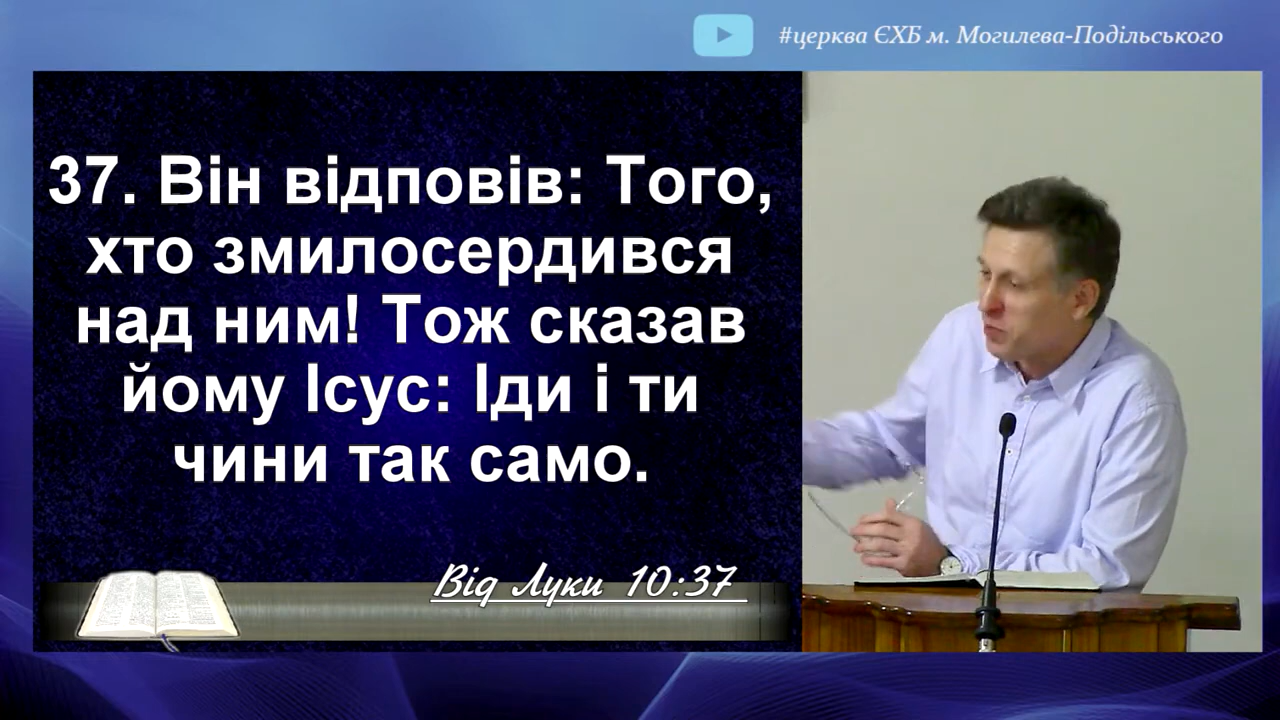 #церква ЄХБ м. Могилева-Подільського
37. Він відповів: Того,
хто змилосердився
над ним! Тож сказав
йому Ісус: Іди і ти
чини так само.
Від Луки 10:37